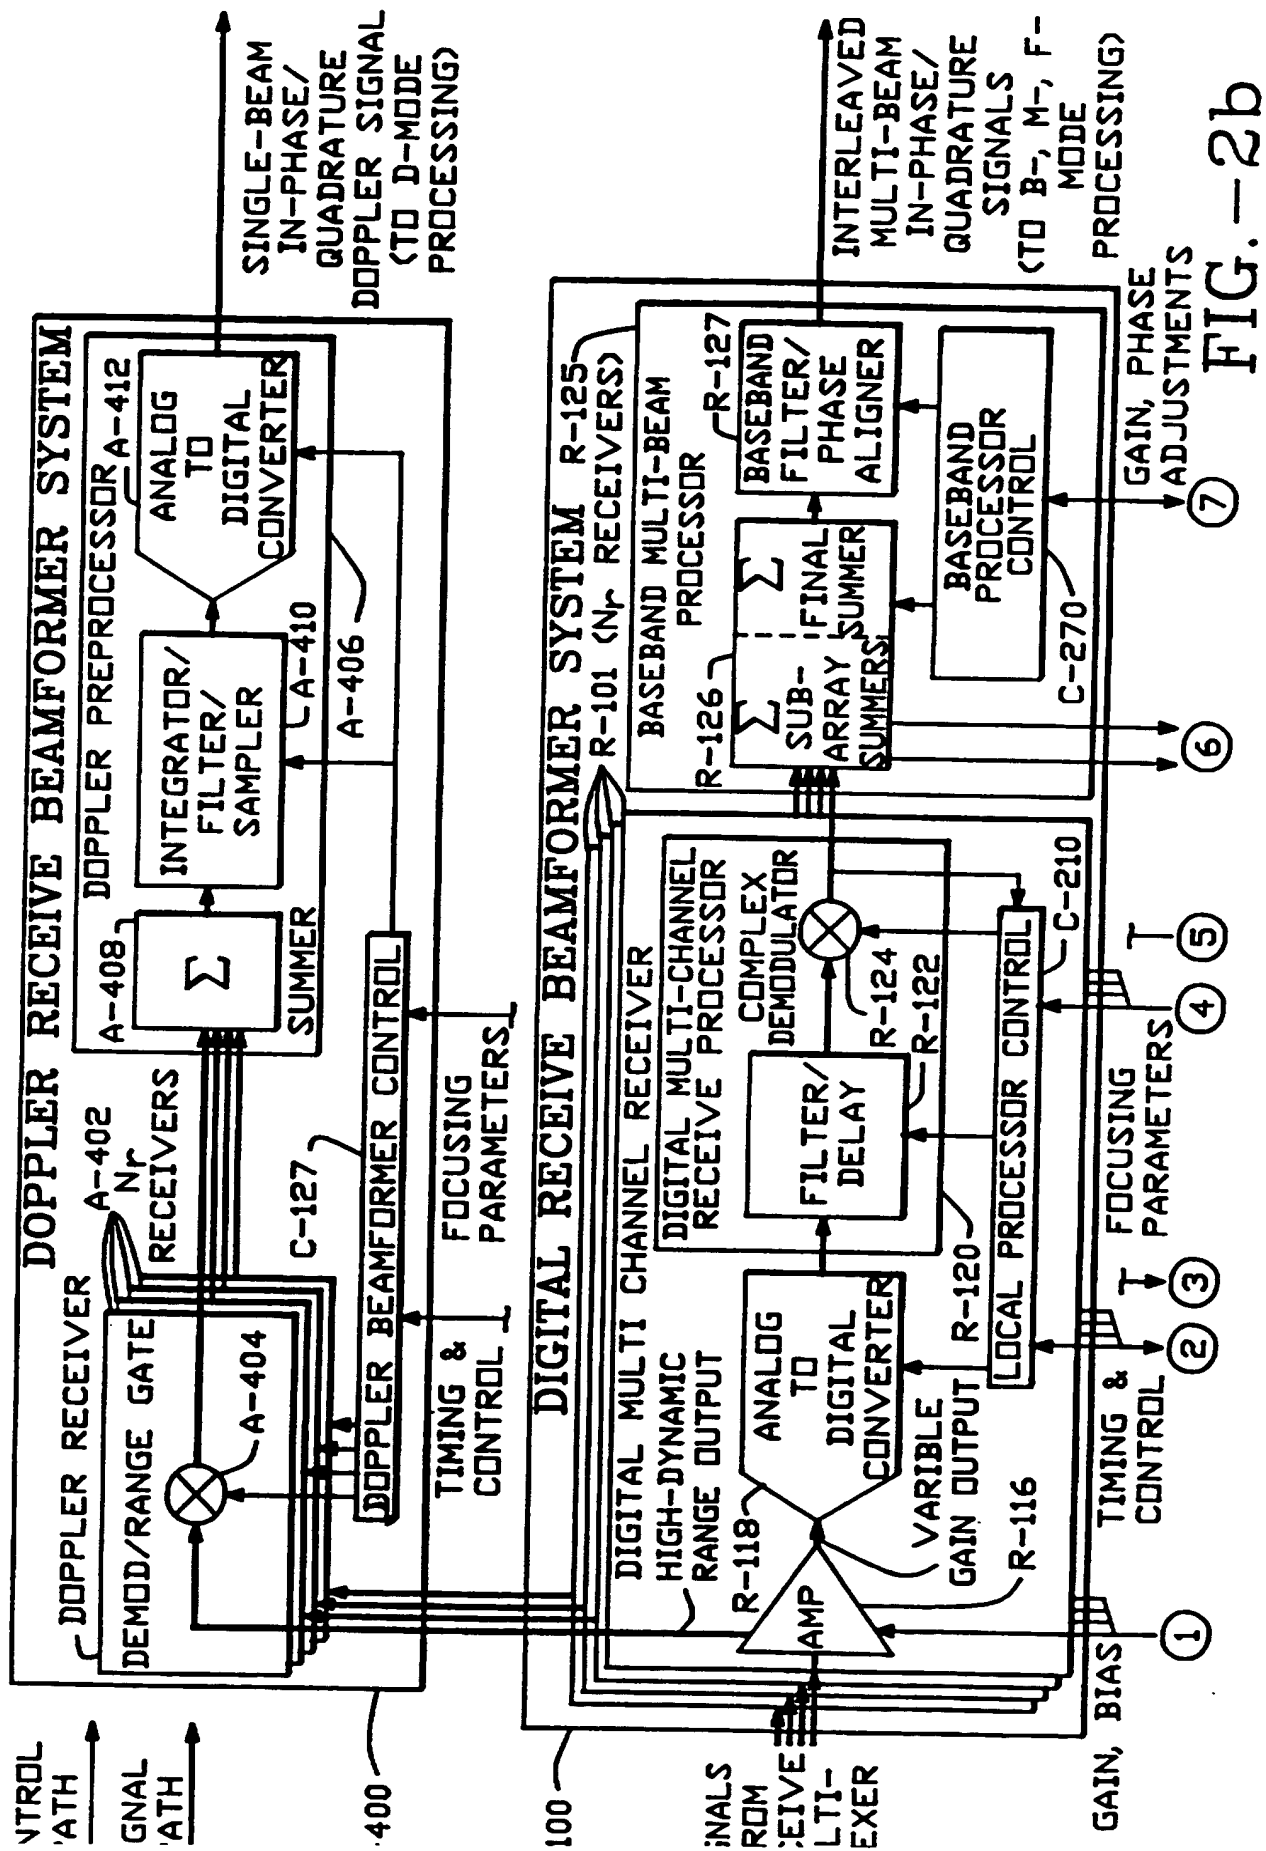 NTROL
ATH
GNAL
ATH
400
DOPPLER RECEIVE BEAMFORMER SYSTEM
DOPPLER RECEIVER
DEMOD/RANGE GATE
A-404
A-402
Nr
RECEIVERS
DOPPLER PREPROCESSOR
A-408
Σ
SUMMER
INTEGRATOR/
FILTER/
SAMPLER
A-410
A-412
ANALOG
TO
DIGITAL
CONVERTER
A-406
C-127
DOPPLER BEAMFORMER CONTROL
TIMING &
CONTROL
FOCUSING
PARAMETERS
SINGLE-BEAM
IN-PHASE/
QUADRATURE
DOPPLER SIGNAL
(TO D-MODE
PROCESSING)
100
NALS
ROM
EIVE
LTI-
EXER
DIGITAL RECEIVE BEAMFORMER SYSTEM
R-125
R-101 (Nr RECEIVERS)
DIGITAL MULTI CHANNEL RECEIVER
HIGH-DYNAMIC
RANGE OUTPUT
R-118
AMP
R-116
VARIBLE
GAIN OUTPUT
ANALOG
TO
DIGITAL
CONVERTER
R-120
DIGITAL MULTI-CHANNEL
RECEIVE PROCESSOR
FILTER/
DELAY
R-122
COMPLEX
DEMODULATOR
R-124
LOCAL PROCESSOR CONTROL
C-210
BASEBAND MULTI-BEAM
PROCESSOR
R-126
Σ
SUB-
ARRAY
SUMMERS
Σ
FINAL
SUMMER
R-127
BASEBAND
FILTER/
PHASE
ALIGNER
BASEBAND
PROCESSOR
CONTROL
C-270
INTERLEAVED
MULTI-BEAM
IN-PHASE/
QUADRATURE
SIGNALS
(TO B-, M-, F-
MODE
PROCESSING)
GAIN, BIAS
1
TIMING &
CONTROL
2
3
FOCUSING
PARAMETERS
4
5
6
7
GAIN, PHASE
ADJUSTMENTS
FIG.-2b